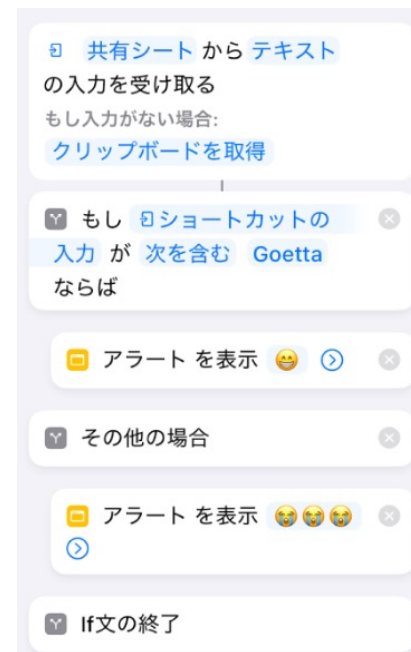 共有シート から テキスト
の入力を受け取る
もし入力がない場合:
クリップボードを取得
もし ショートカットの
入力 が 次を含む Goetta
ならば
アラート を表示 😁
その他の場合
アラート を表示 😭😭😭
If文の終了